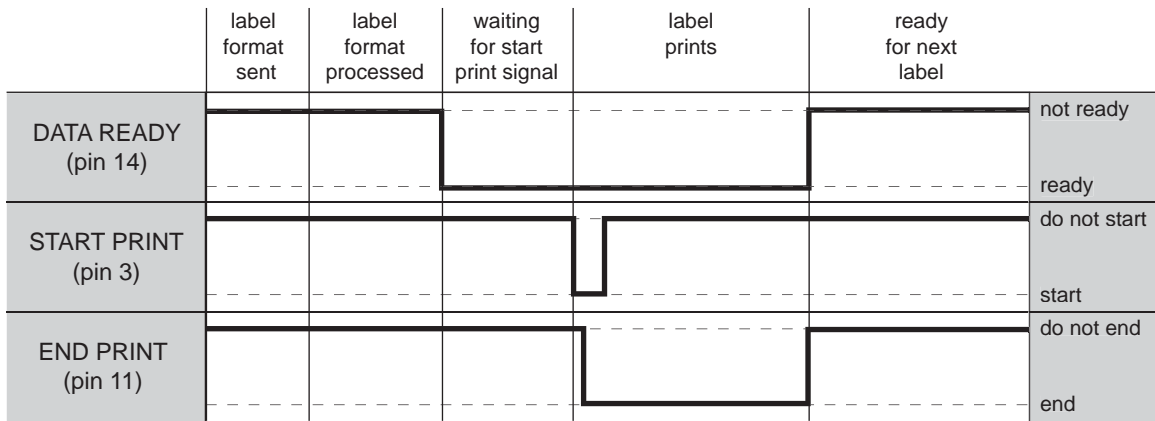 label
format
sent
label
format
processed
waiting
for start
print signal
label
prints
ready
for next
label
DATA READY
(pin 14)
not ready
ready
START PRINT
(pin 3)
do not start
start
END PRINT
(pin 11)
do not end
end